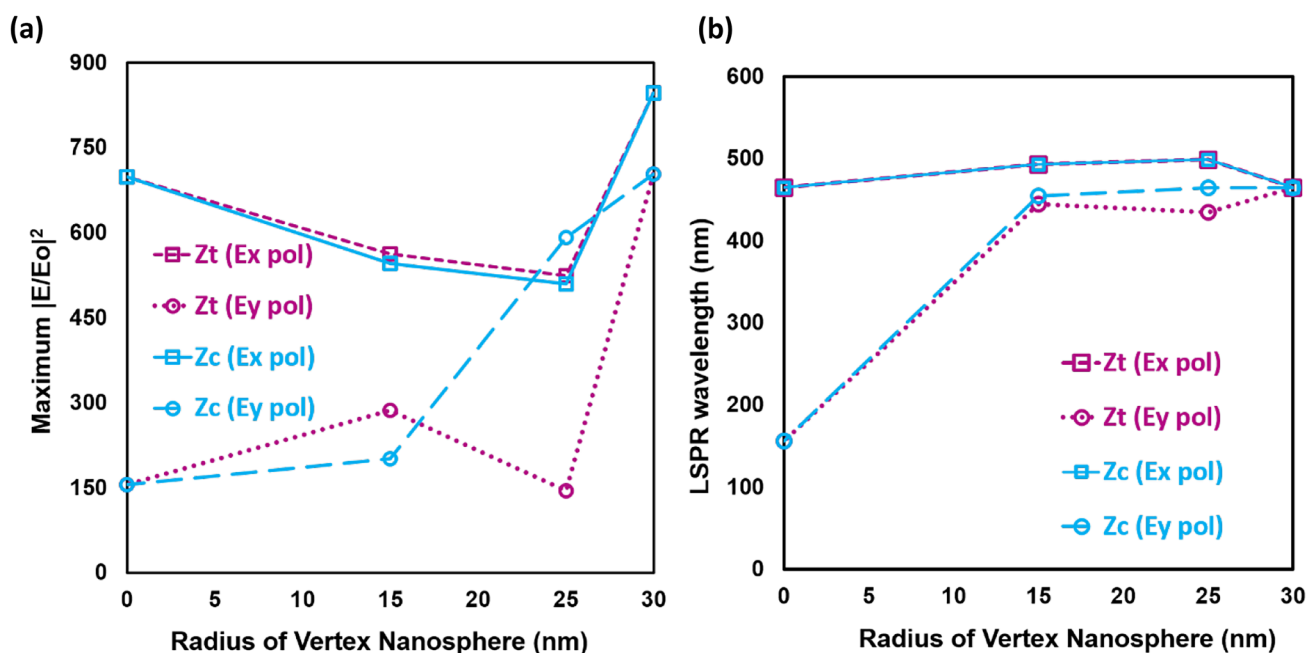 (a)
900
750
600
450
300
150
0
Maximum |E/Eo|²
Zt (Ex pol)
Zt (Ey pol)
Zc (Ex pol)
Zc (Ey pol)
0 5 10 15 20 25 30
Radius of Vertex Nanosphere (nm)
(b)
600
500
400
300
200
100
0
LSPR wavelength (nm)
Zt (Ex pol)
Zt (Ey pol)
Zc (Ex pol)
Zc (Ey pol)
0 5 10 15 20 25 30
Radius of Vertex Nanosphere (nm)